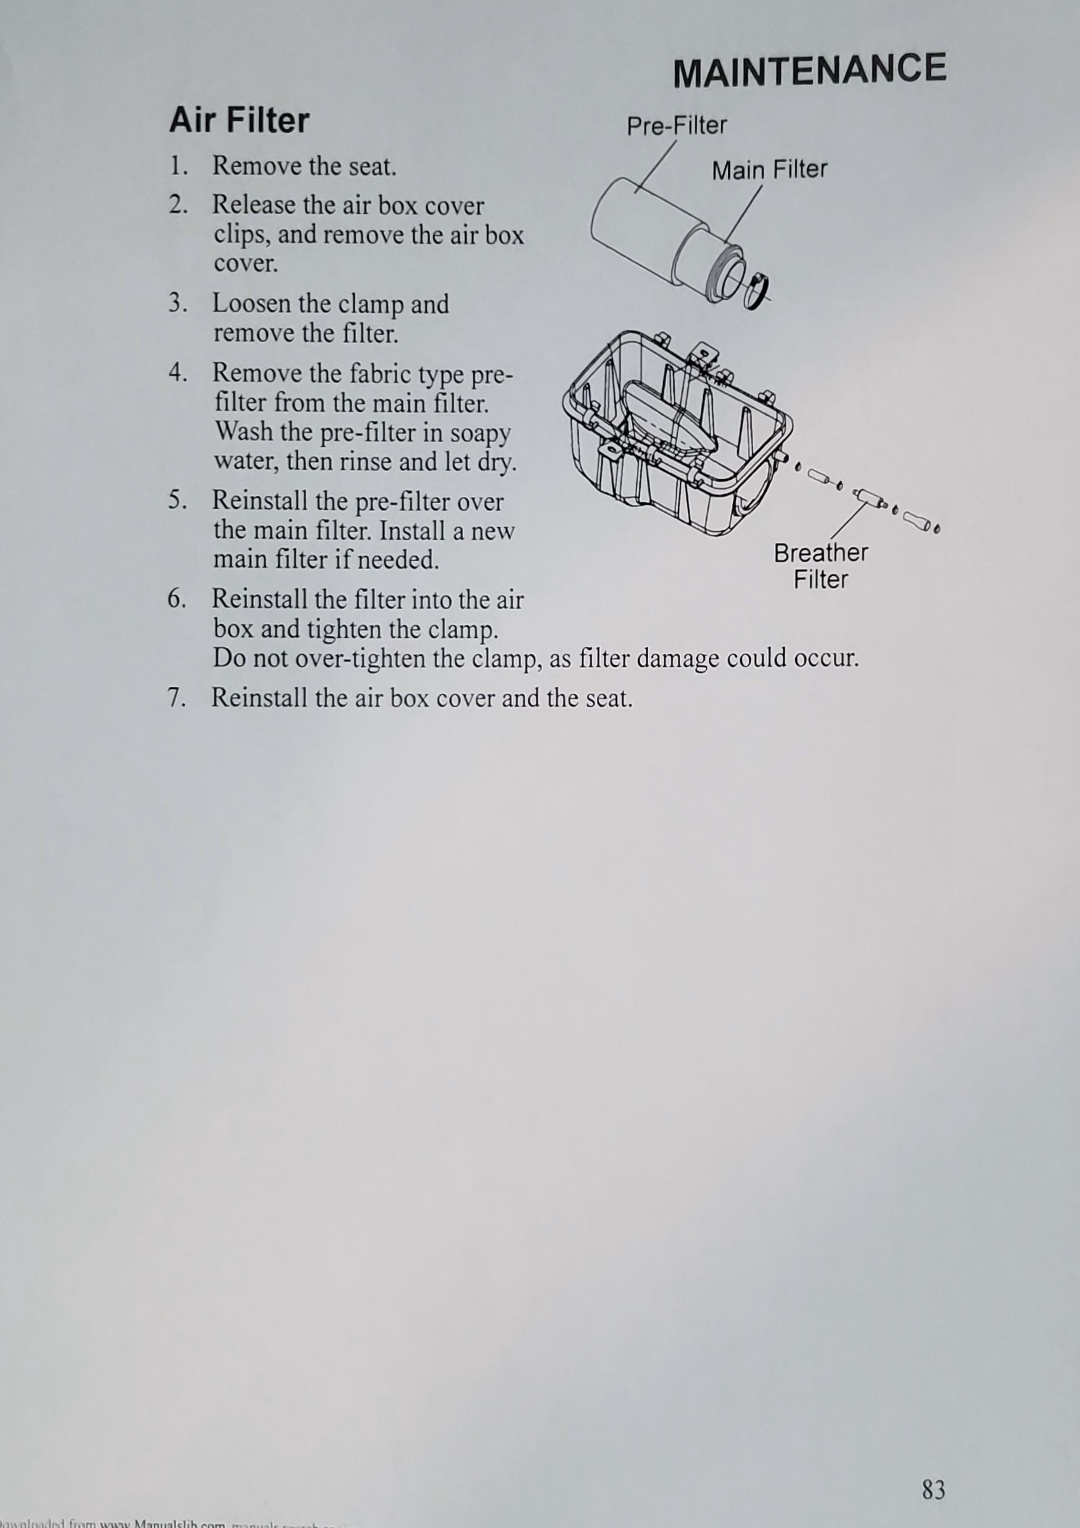 MAINTENANCE
Air Filter
1. Remove the seat.
2. Release the air box cover
clips, and remove the air box
cover.
3. Loosen the clamp and
remove the filter.
4. Remove the fabric type pre-
filter from the main filter.
Wash the pre-filter in soapy
water, then rinse and let dry.
5. Reinstall the pre-filter over
the main filter. Install a new
main filter if needed.
6. Reinstall the filter into the air
box and tighten the clamp.
Do not over-tighten the clamp, as filter damage could occur.
7. Reinstall the air box cover and the seat.
Pre-Filter
Main Filter
Breather
Filter
83
from www.Manualslib.com